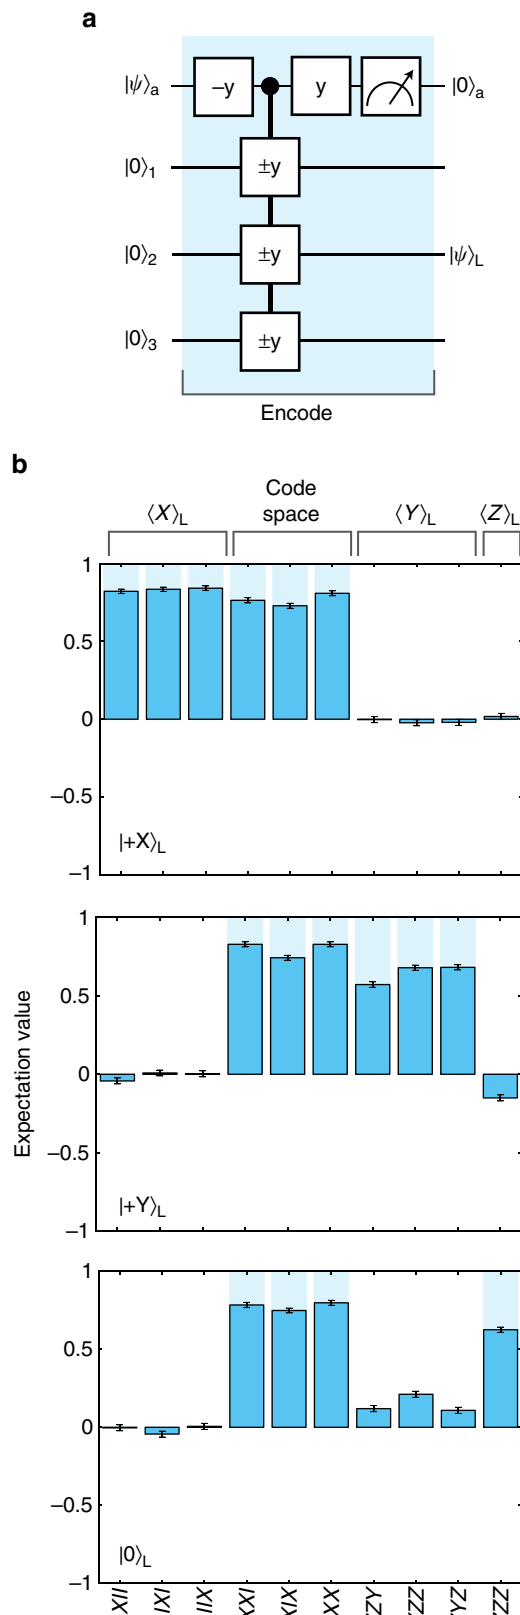 a
|ψ⟩a −y y |0⟩a
|0⟩1 ±y
|0⟩2 ±y |ψ⟩L
|0⟩3 ±y
Encode
b
⟨X⟩L Code space ⟨Y⟩L ⟨Z⟩L
1
0.5
0
−0.5
−1
|+X⟩L
1
0.5
0
−0.5
−1
|+Y⟩L
Expectation value
1
0.5
0
−0.5
−1
|0⟩L
XII IXI IIX XXI XIX